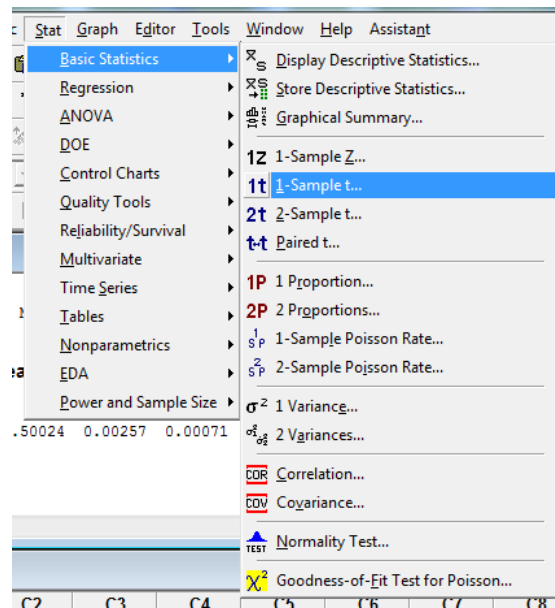 Stat Graph Editor Tools Window Help Assistant
Basic Statistics
Regression
ANOVA
DOE
Control Charts
Quality Tools
Reliability/Survival
Multivariate
Time Series
Tables
Nonparametrics
EDA
Power and Sample Size
.50024 0.00257 0.00071
x̄s Display Descriptive Statistics...
x̄s Store Descriptive Statistics...
Graphical Summary...
1Z 1-Sample Z...
1t 1-Sample t...
2t 2-Sample t...
t-t Paired t...
1P 1 Proportion...
2P 2 Proportions...
S¹P 1-Sample Poisson Rate...
S²P 2-Sample Poisson Rate...
σ² 1 Variance...
σ²₁/σ²₂ 2 Variances...
COR Correlation...
COV Covariance...
TEST Normality Test...
χ² Goodness-of-Fit Test for Poisson...
C2 C3 C4 C5 C6 C7 C8